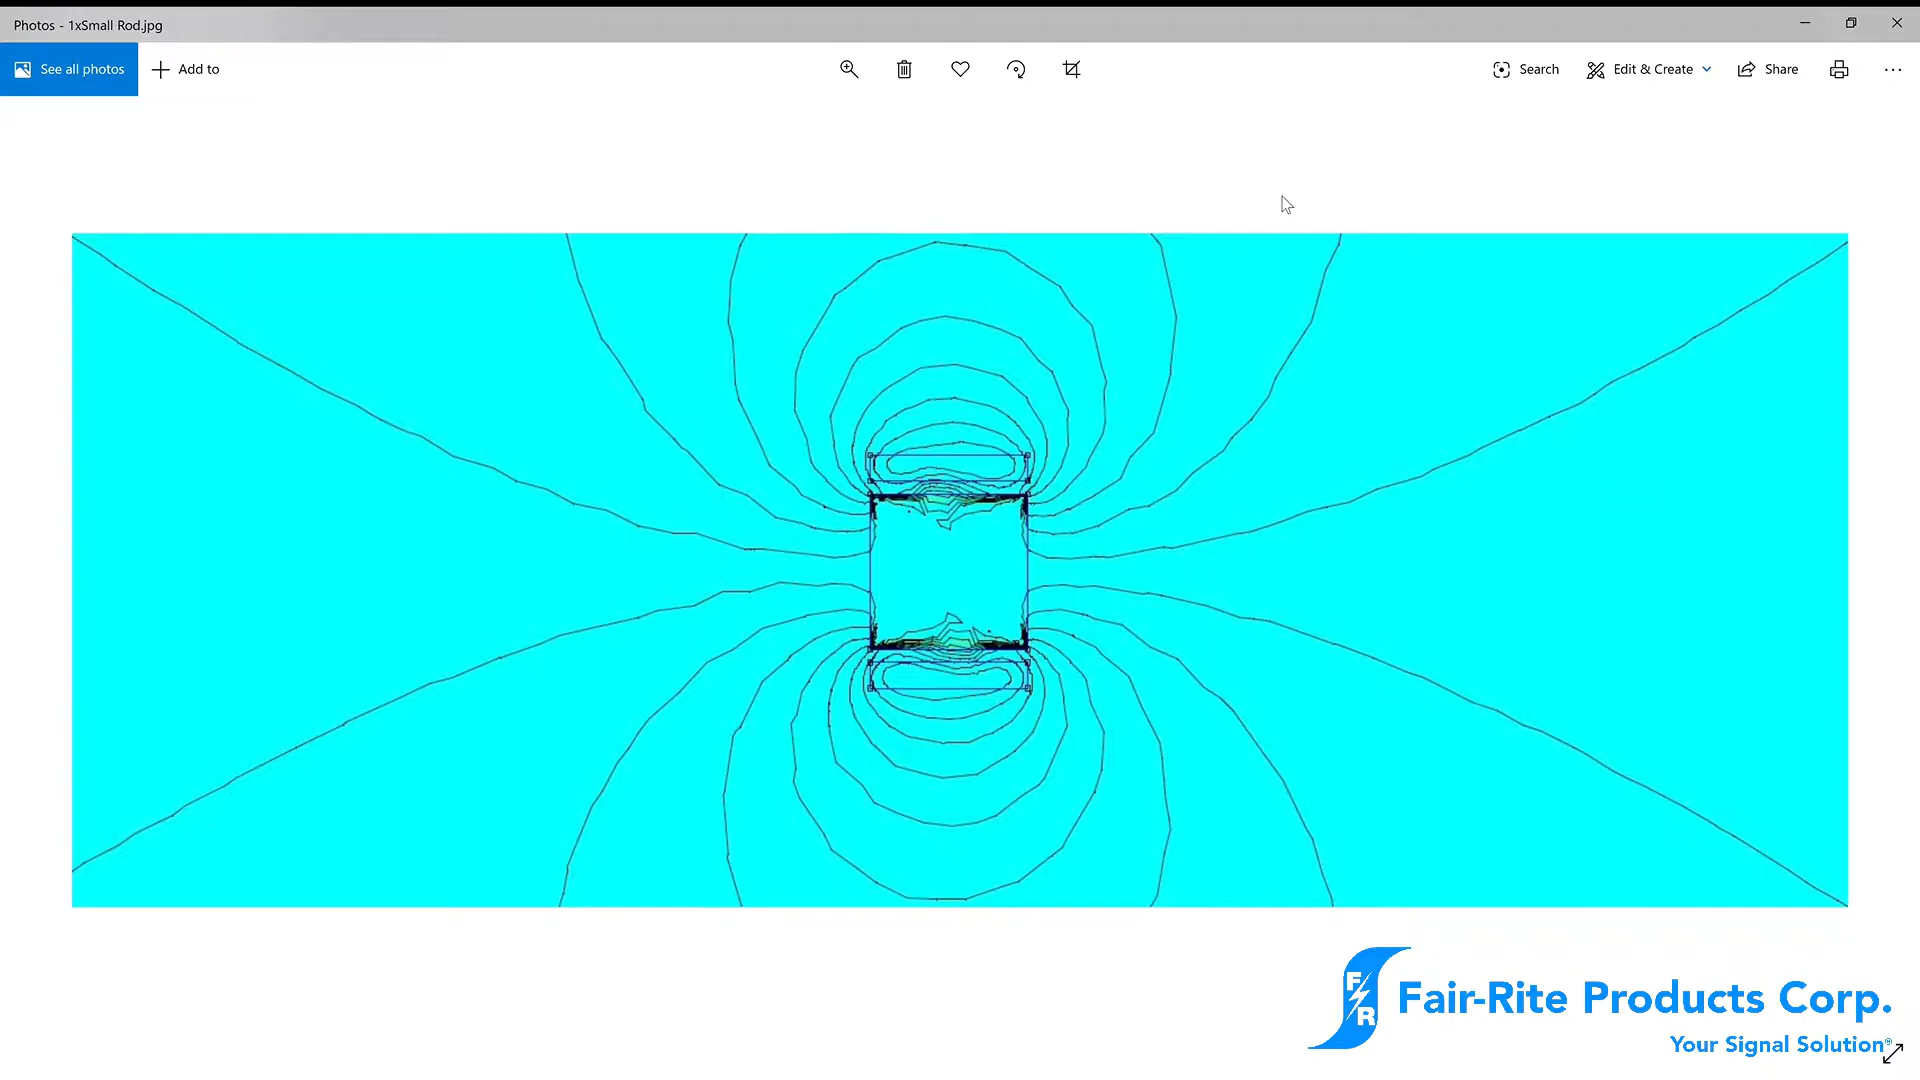 Photos - 1xSmall Rod.jpg
See all photos
Add to
Search
Edit & Create
Share
FR
Fair-Rite Products Corp.
Your Signal Solution®